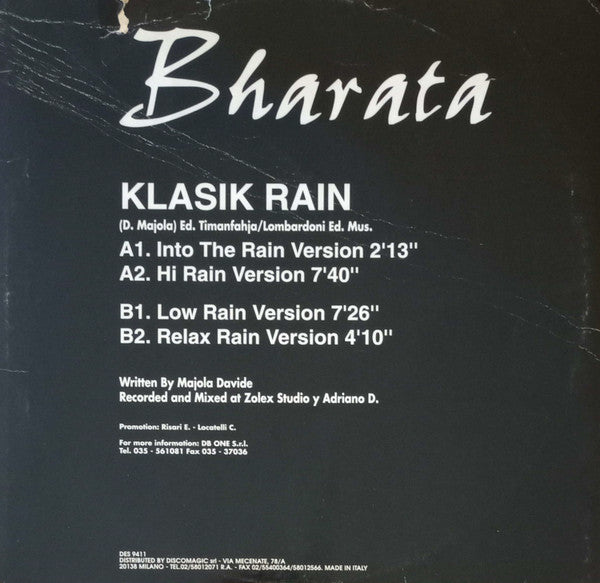 Bharata
KLASIK RAIN
(D. Majola) Ed. Timanfahja/Lombardoni Ed. Mus.
A1. Into The Rain Version 2'13"
A2. Hi Rain Version 7'40"
B1. Low Rain Version 7'26"
B2. Relax Rain Version 4'10"
Written By Majola Davide
Recorded and Mixed at Zolex Studio y Adriano D.
Promotion: Risari E. - Locatelli C.
For more information: DB ONE S.r.l.
Tel. 035 - 561081 Fax 035 - 37036
DES 9411
DISTRIBUTED BY DISCOMAGIC srl - VIA MECENATE, 78/A
20138 MILANO - TEL.02/58012071 R.A. - FAX 02/55400364/58012566. MADE IN ITALY